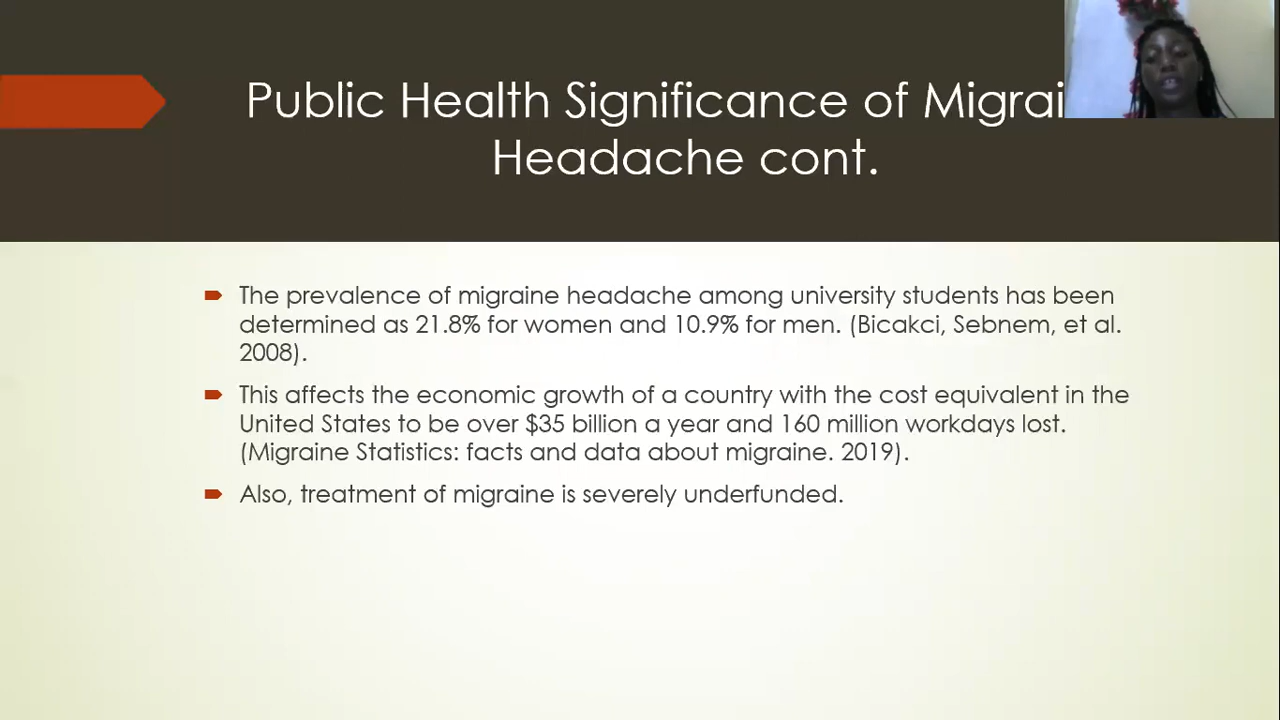 Public Health Significance of Migrai
Headache cont.
The prevalence of migraine headache among university students has been
determined as 21.8% for women and 10.9% for men. (Bicakci, Sebnem, et al.
2008).
This affects the economic growth of a country with the cost equivalent in the
United States to be over $35 billion a year and 160 million workdays lost.
(Migraine Statistics: facts and data about migraine. 2019).
Also, treatment of migraine is severely underfunded.